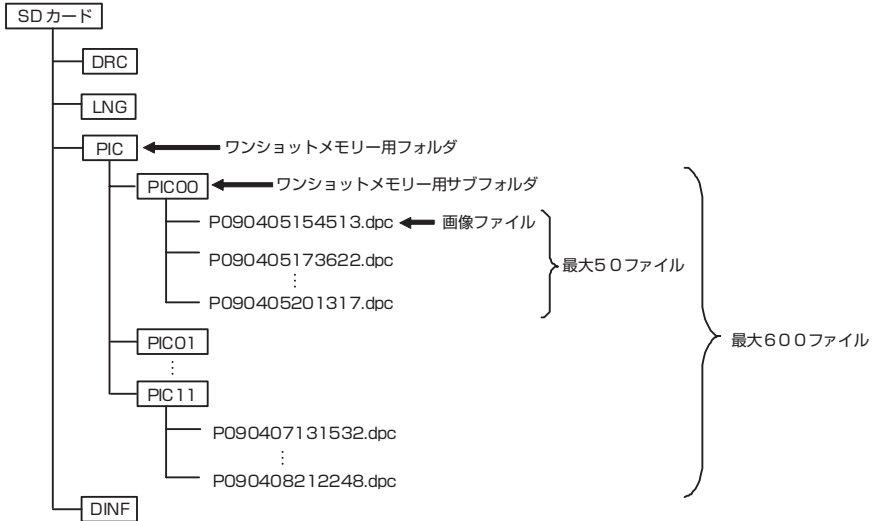 SDカード
DRC
LNG
PIC
ワンショットメモリー用フォルダ
PIC00
ワンショットメモリー用サブフォルダ
P090405154513.dpc
画像ファイル
P090405173622.dpc
⋮
P090405201317.dpc
最大50ファイル
PIC01
⋮
最大600ファイル
PIC11
P090407131532.dpc
⋮
P090408212248.dpc
DINF